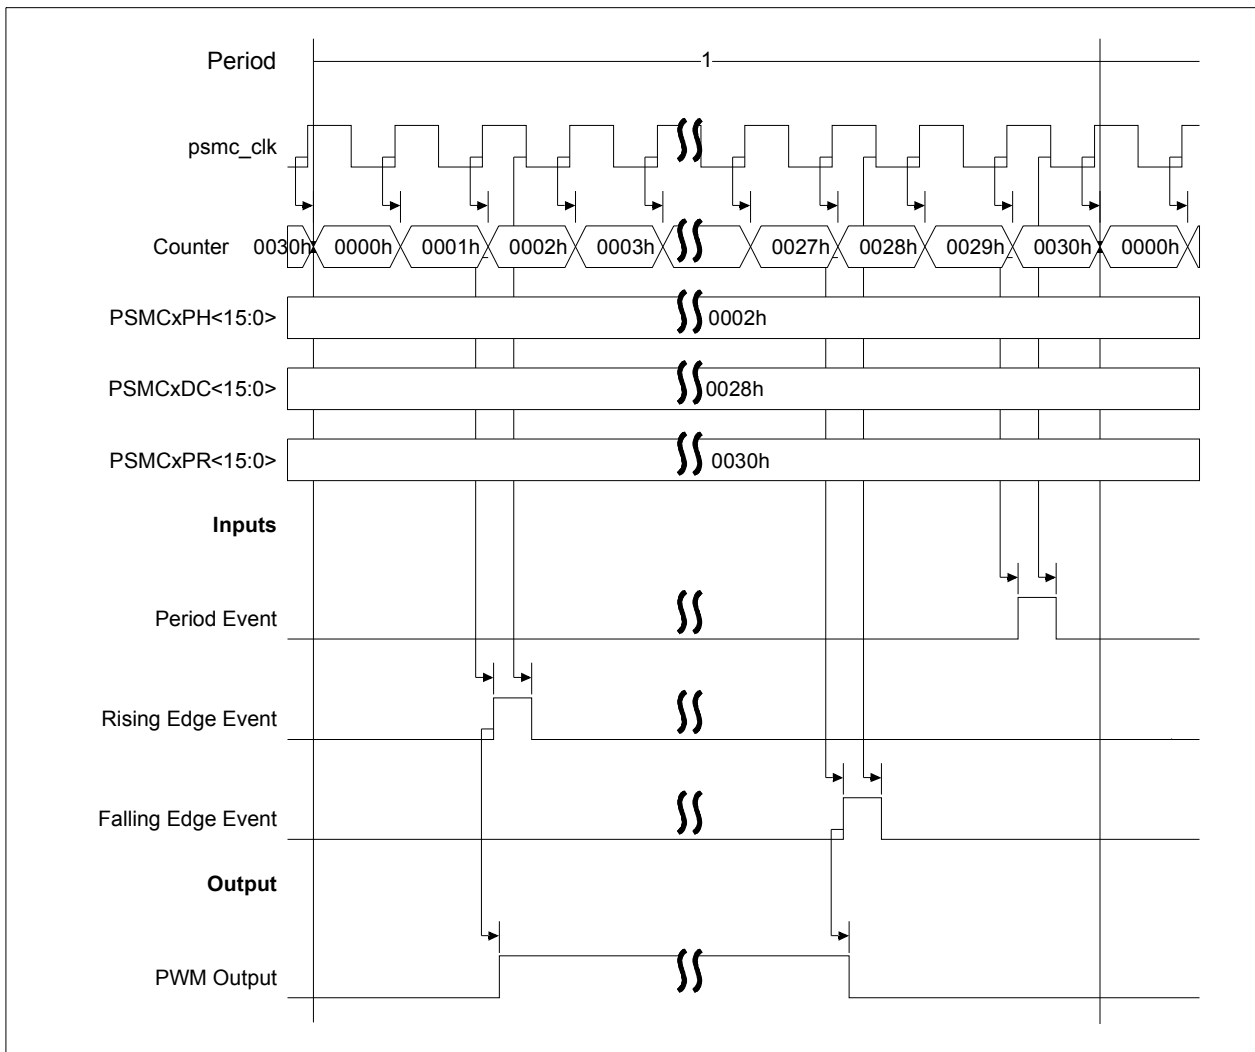 Period
1
psmc_clk
Counter 0030h 0000h 0001h 0002h 0003h 0027h 0028h 0029h 0030h 0000h
PSMCxPH<15:0> 0002h
PSMCxDC<15:0> 0028h
PSMCxPR<15:0> 0030h
Inputs
Period Event
Rising Edge Event
Falling Edge Event
Output
PWM Output